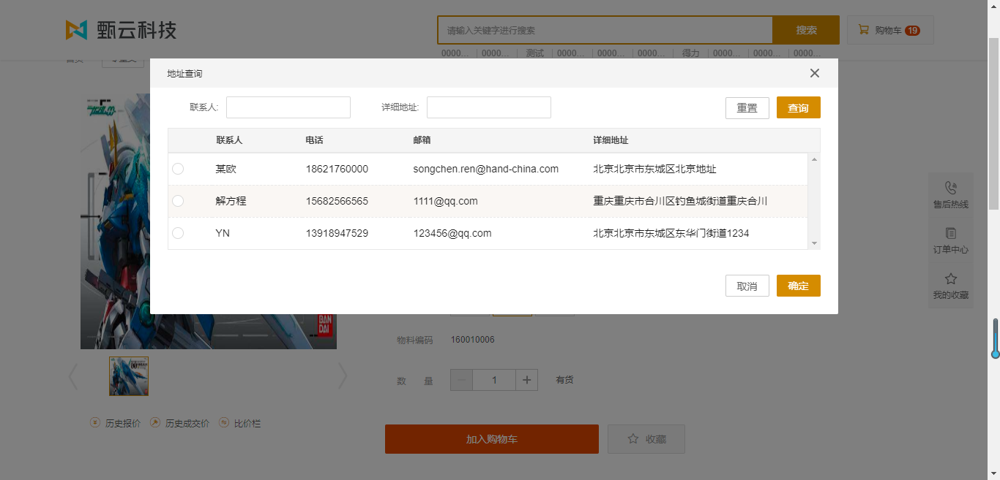 甄云科技
请输入关键字进行搜索
搜索
购物车 19
0000... 0000... 测试 0000... 0000... 0000... 得力 0000... 0000... 0000...
地址查询
联系人:
详细地址:
重置
查询
联系人 电话 邮箱 详细地址
某欧 18621760000 songchen.ren@hand-china.com 北京北京市东城区北京地址
解方程 15682566565 1111@qq.com 重庆重庆市合川区钓鱼城街道重庆合川
YN 13918947529 123456@qq.com 北京北京市东城区东华门街道1234
取消
确定
售后热线
订单中心
我的收藏
BAN
DAI
物料编码 160010006
数 量 1 有货
历史报价 历史成交价 比价栏
加入购物车
收藏